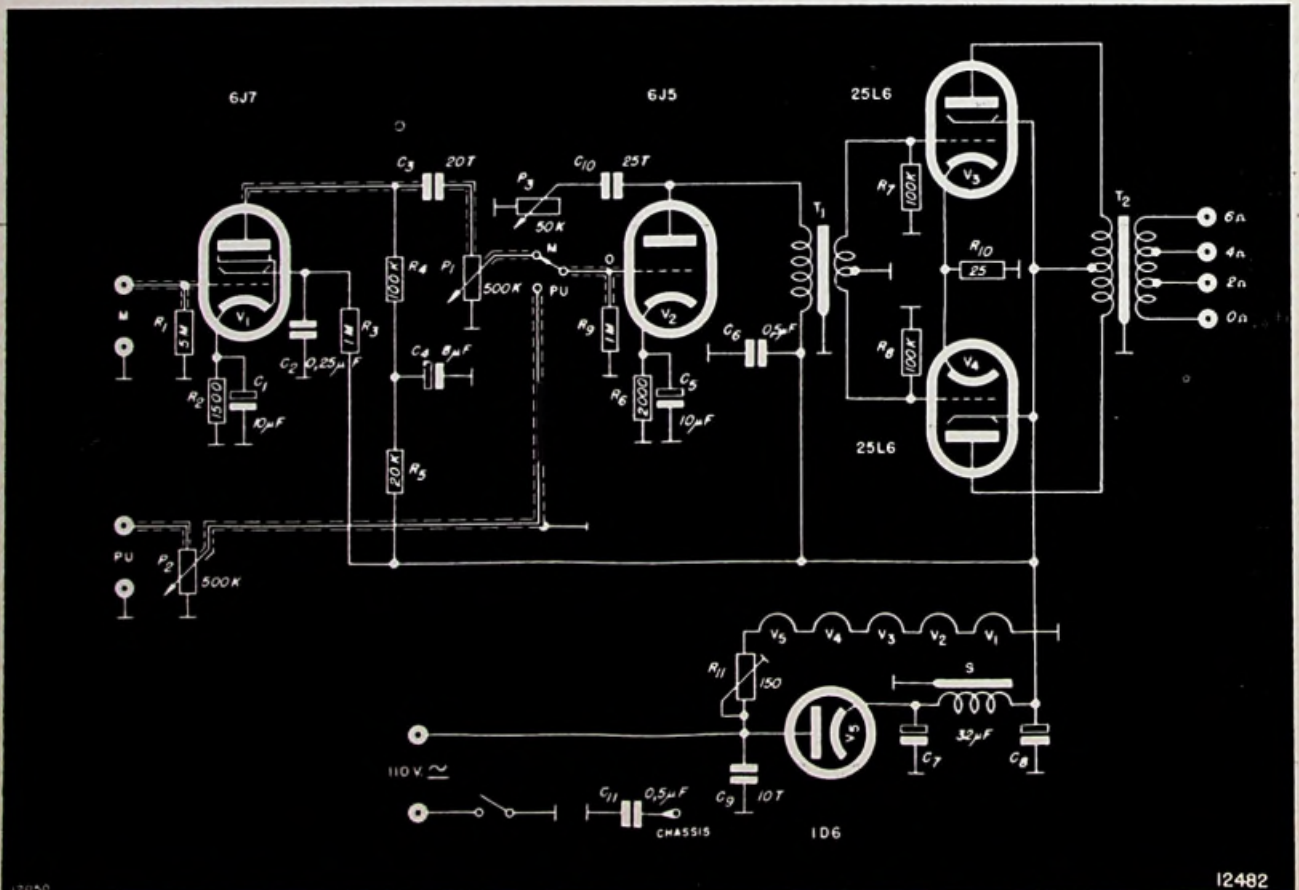 6J7
6J5
25L6
C3 20T
C10 25T
P3
50K
V3
R7 100K
T1
T2
6Ω
4Ω
2Ω
0Ω
R10
25
M
O
R4 100K
P1
500K
PU
M
R1 5M
V1
R3 1M
C2 0,25µF
R9 1M
V2
C6 0,5µF
R8 100K
V4
C4 8µF
R2 1500
C1
10µF
R6 2000
C5
10µF
25L6
R5 20K
PU
P2
500K
V5 V4 V3 V2 V1
R11
150
S
V5
32µF
C7
C8
110V.
C9 10T
C11 0,5µF
CHASSIS
1D6
12482